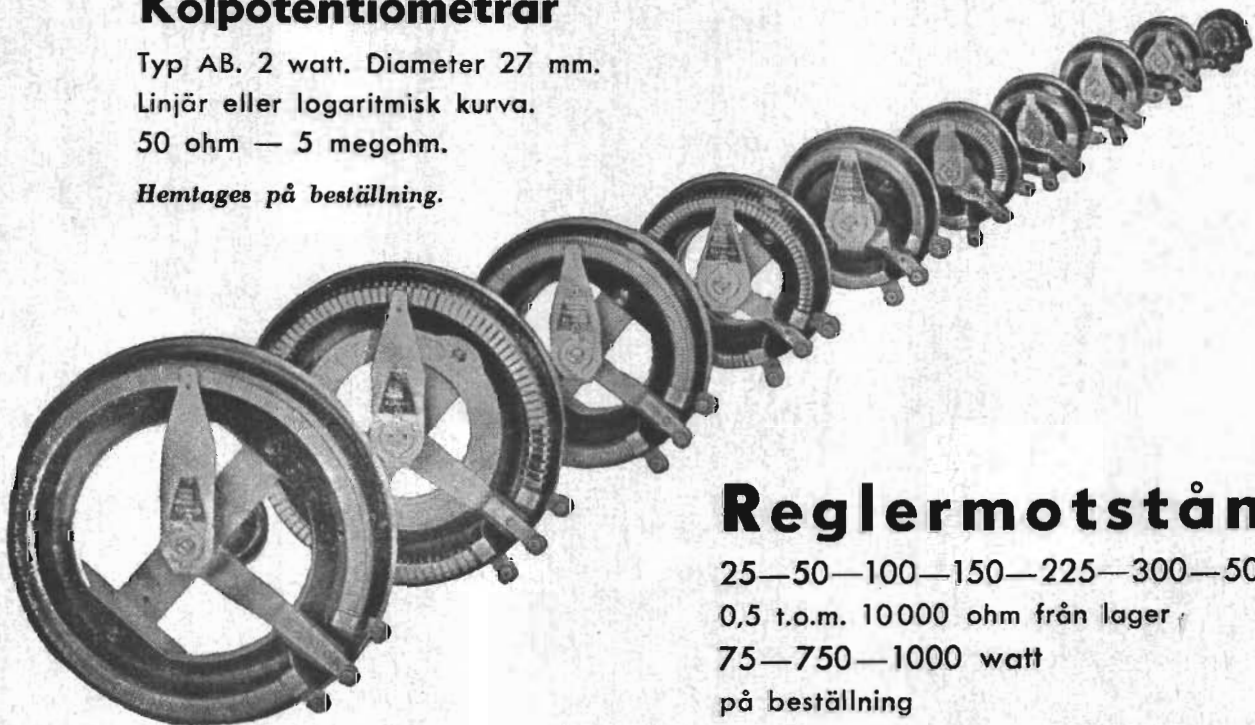 Kolpotentiometrar
Typ AB. 2 watt. Diameter 27 mm.
Linjär eller logaritmisk kurva.
50 ohm — 5 megohm.
Hemtages på beställning.
Reglermotstån
25—50—100—150—225—300—50
0,5 t.o.m. 10000 ohm från lager
75—750—1000 watt
på beställning